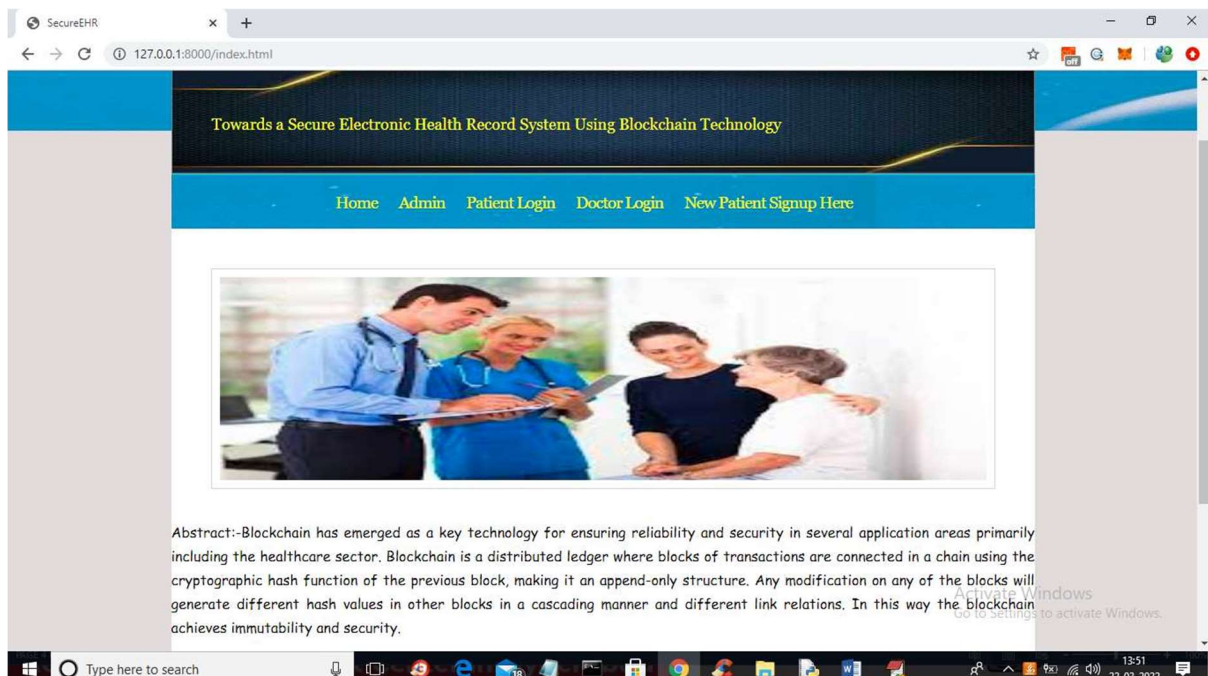 SecureEHR
127.0.0.1:8000/index.html
off
Towards a Secure Electronic Health Record System Using Blockchain Technology
Home Admin Patient Login Doctor Login New Patient Signup Here
Abstract:-Blockchain has emerged as a key technology for ensuring reliability and security in several application areas primarily
including the healthcare sector. Blockchain is a distributed ledger where blocks of transactions are connected in a chain using the
cryptographic hash function of the previous block, making it an append-only structure. Any modification on any of the blocks will
generate different hash values in other blocks in a cascading manner and different link relations. In this way the blockchain
achieves immutability and security.
Activate Windows
Go to Settings to activate Windows.
Type here to search
18
13:51